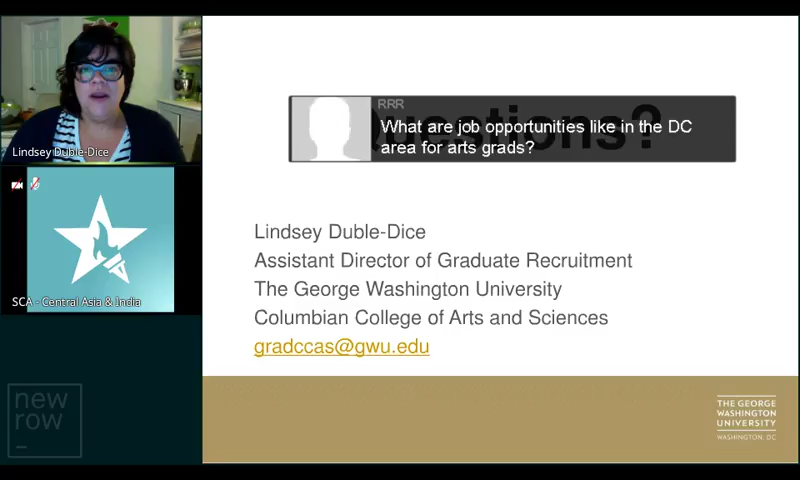 Lindsey Duble-Dice
SCA - Central Asia & India
new
row
RRR
What are job opportunities like in the DC
area for arts grads?
Questions?
Lindsey Duble-Dice
Assistant Director of Graduate Recruitment
The George Washington University
Columbian College of Arts and Sciences
gradccas@gwu.edu
THE GEORGE
WASHINGTON
UNIVERSITY
WASHINGTON, DC